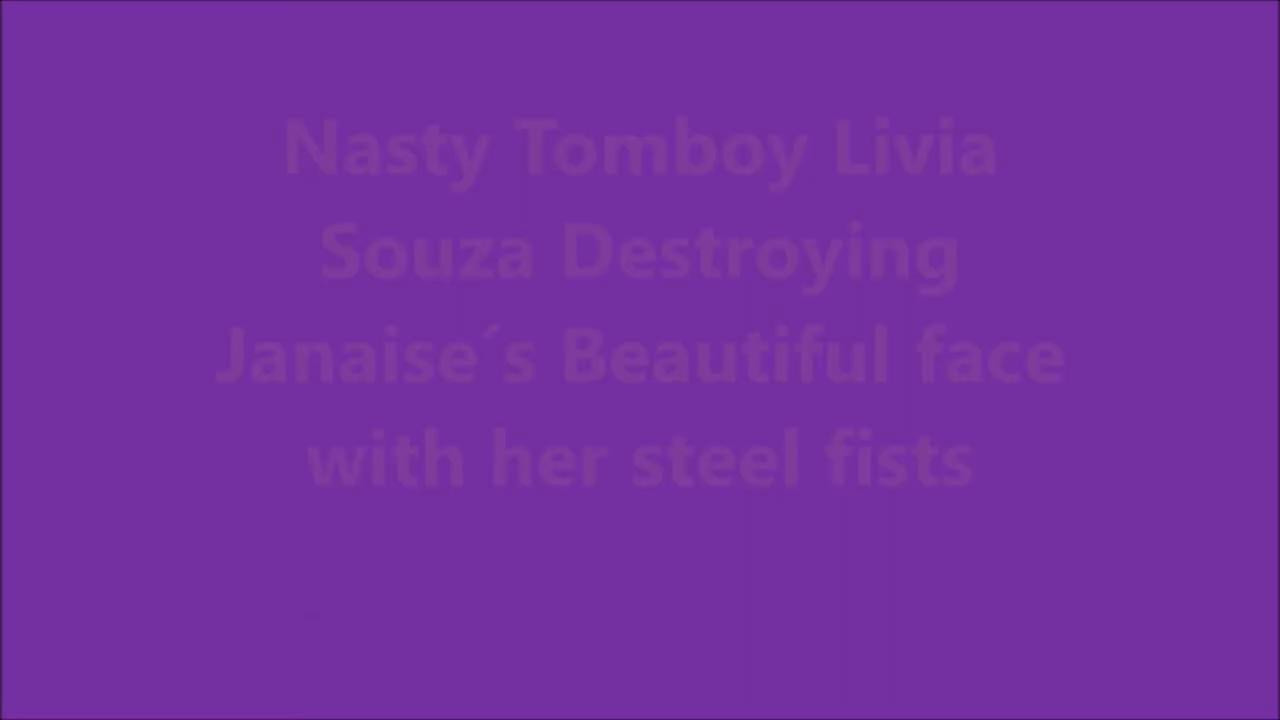 Nasty Tomboy Livia
Souza Destroying
Janaise´s Beautiful face
with her steel fists